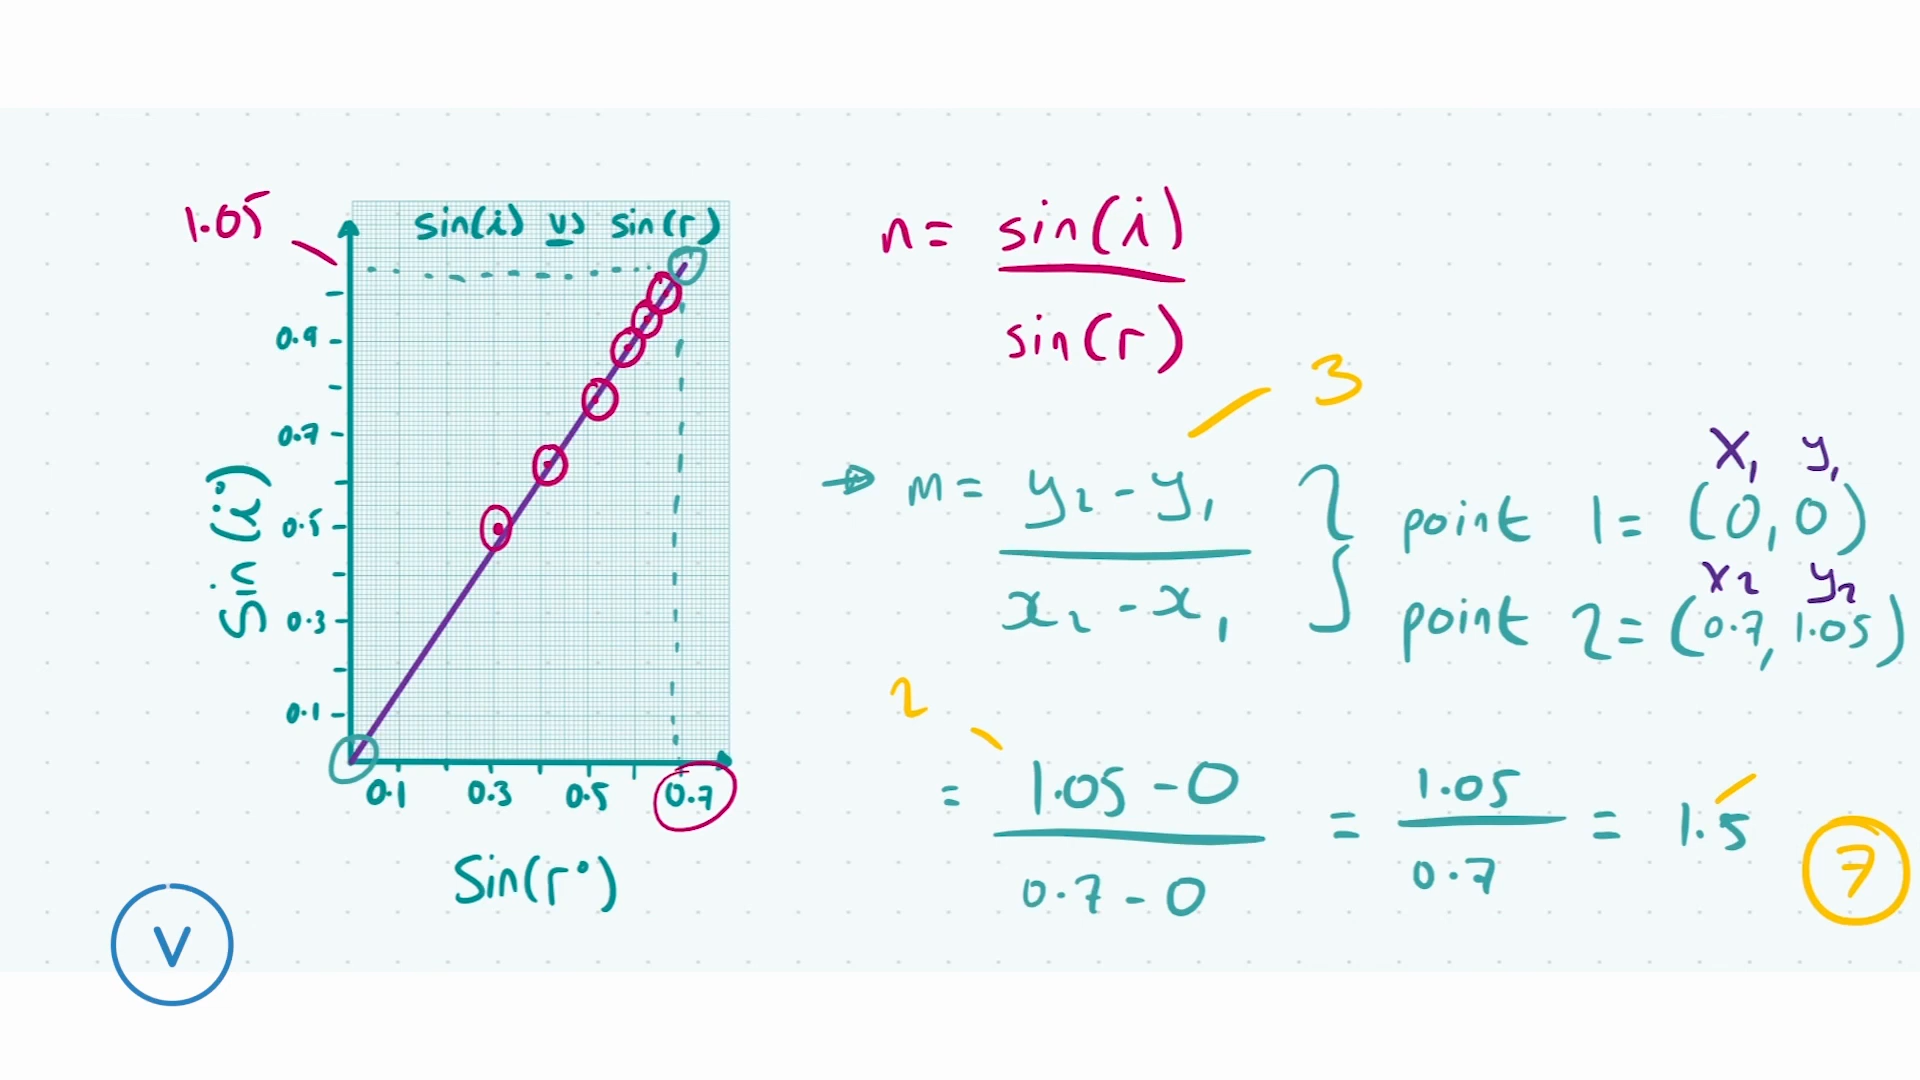 1.05
sin(i) vs sin(r)
0.9
0.7
0.5
0.3
0.1
Sin(i°)
0.1 0.3 0.5 0.7
Sin(r°)
n = sin(i)
sin(r)
3
→ m = y₂ - y₁
x₂ - x₁
x₁ y₁
point 1 = (0, 0)
x₂ y₂
point 2 = (0.7, 1.05)
2
= 1.05 - 0
0.7 - 0
= 1.05
0.7
= 1.5
7
V